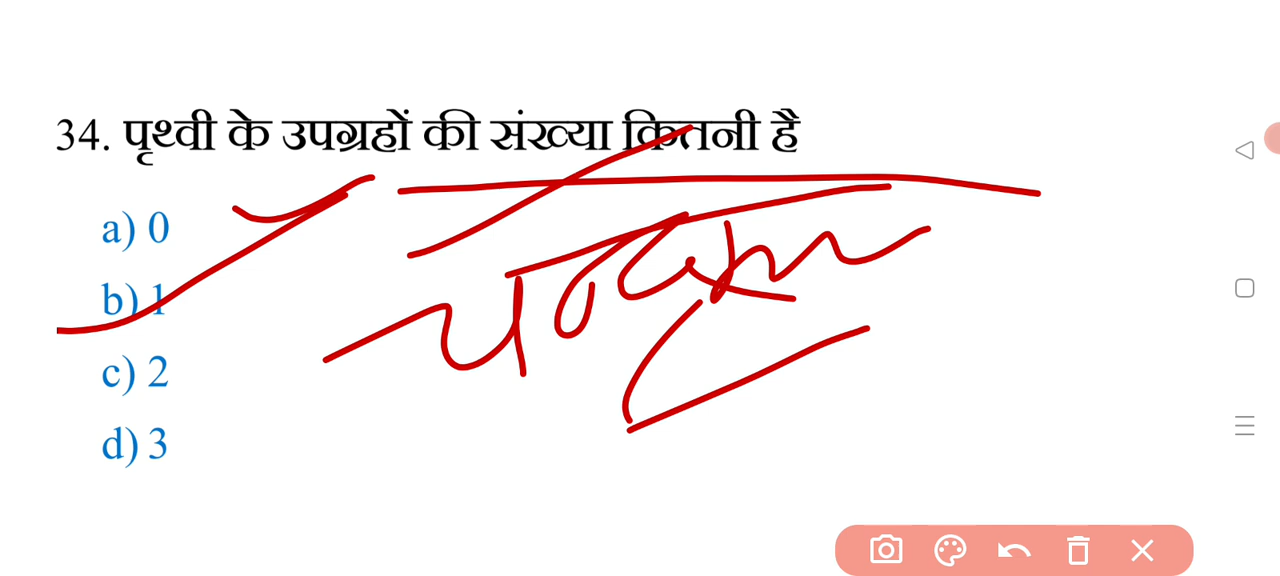 34. पृथ्वी के उपग्रहों की संख्या कितनी है
a) 0
b) 1
चन्द्रमा
c) 2
d) 3